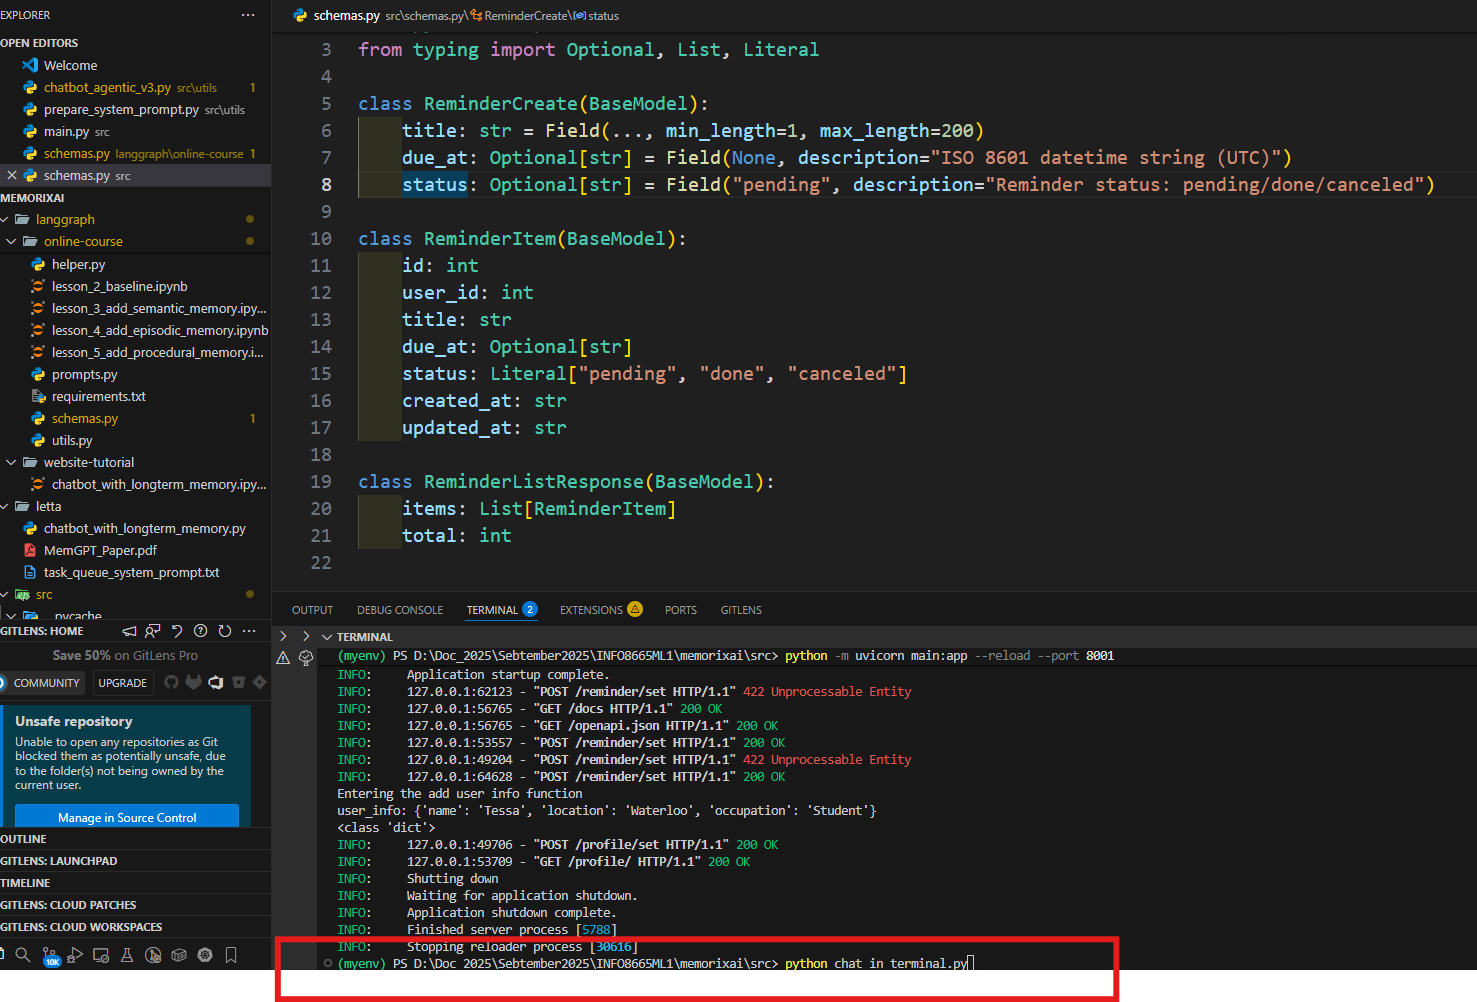 EXPLORER
OPEN EDITORS
Welcome
chatbot_agentic_v3.py src\utils 1
prepare_system_prompt.py src\utils
main.py src
schemas.py langgraph\online-course 1
schemas.py src
MEMORIXAI
langgraph
online-course
helper.py
lesson_2_baseline.ipynb
lesson_3_add_semantic_memory.ipy...
lesson_4_add_episodic_memory.ipynb
lesson_5_add_procedural_memory.i...
prompts.py
requirements.txt
schemas.py 1
utils.py
website-tutorial
chatbot_with_longterm_memory.ipy...
letta
chatbot_with_longterm_memory.py
MemGPT_Paper.pdf
task_queue_system_prompt.txt
src
pycache
GITLENS: HOME
Save 50% on GitLens Pro
COMMUNITY UPGRADE
Unsafe repository
Unable to open any repositories as Git
blocked them as potentially unsafe, due
to the folder(s) not being owned by the
current user.
Manage in Source Control
OUTLINE
GITLENS: LAUNCHPAD
TIMELINE
GITLENS: CLOUD PATCHES
GITLENS: CLOUD WORKSPACES
10K
schemas.py src\schemas.py\ReminderCreate\status
3 from typing import Optional, List, Literal
4
5 class ReminderCreate(BaseModel):
6 title: str = Field(..., min_length=1, max_length=200)
7 due_at: Optional[str] = Field(None, description="ISO 8601 datetime string (UTC)")
8 status: Optional[str] = Field("pending", description="Reminder status: pending/done/canceled")
9
10 class ReminderItem(BaseModel):
11 id: int
12 user_id: int
13 title: str
14 due_at: Optional[str]
15 status: Literal["pending", "done", "canceled"]
16 created_at: str
17 updated_at: str
18
19 class ReminderListResponse(BaseModel):
20 items: List[ReminderItem]
21 total: int
22
OUTPUT DEBUG CONSOLE TERMINAL 2 EXTENSIONS PORTS GITLENS
TERMINAL
(myenv) PS D:\Doc_2025\Sebtember2025\INFO8665ML1\memorixai\src> python -m uvicorn main:app --reload --port 8001
INFO: Application startup complete.
INFO: 127.0.0.1:62123 - "POST /reminder/set HTTP/1.1" 422 Unprocessable Entity
INFO: 127.0.0.1:56765 - "GET /docs HTTP/1.1" 200 OK
INFO: 127.0.0.1:56765 - "GET /openapi.json HTTP/1.1" 200 OK
INFO: 127.0.0.1:53557 - "POST /reminder/set HTTP/1.1" 200 OK
INFO: 127.0.0.1:49204 - "POST /reminder/set HTTP/1.1" 422 Unprocessable Entity
INFO: 127.0.0.1:64628 - "POST /reminder/set HTTP/1.1" 200 OK
Entering the add user info function
user_info: {'name': 'Tessa', 'location': 'Waterloo', 'occupation': 'Student'}
<class 'dict'>
INFO: 127.0.0.1:49706 - "POST /profile/set HTTP/1.1" 200 OK
INFO: 127.0.0.1:53709 - "GET /profile/ HTTP/1.1" 200 OK
INFO: Shutting down
INFO: Waiting for application shutdown.
INFO: Application shutdown complete.
INFO: Finished server process [5788]
INFO: Stopping reloader process [30616]
(myenv) PS D:\Doc 2025\Sebtember2025\INFO8665ML1\memorixai\src> python chat in terminal.py